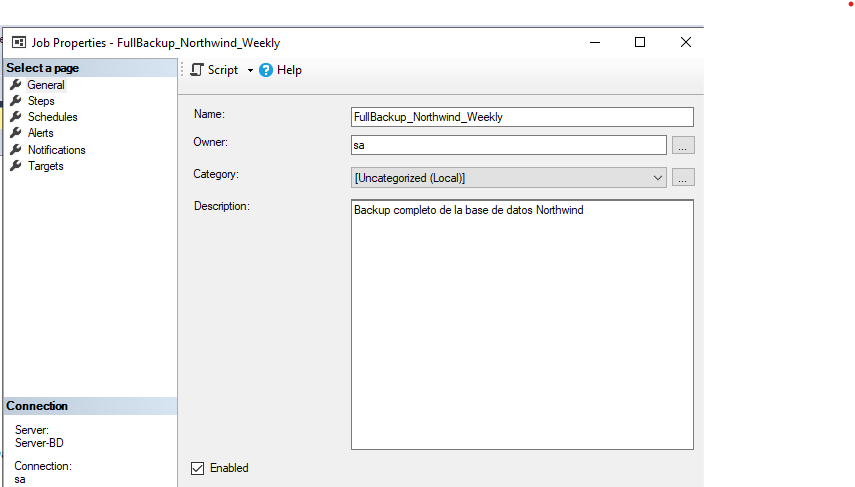 Job Properties - FullBackup_Northwind_Weekly
Select a page
General
Steps
Schedules
Alerts
Notifications
Targets
Script
Help
Name:
FullBackup_Northwind_Weekly
Owner:
sa
...
Category:
[Uncategorized (Local)]
...
Description:
Backup completo de la base de datos Northwind
Enabled
Connection
Server:
Server-BD
Connection:
sa